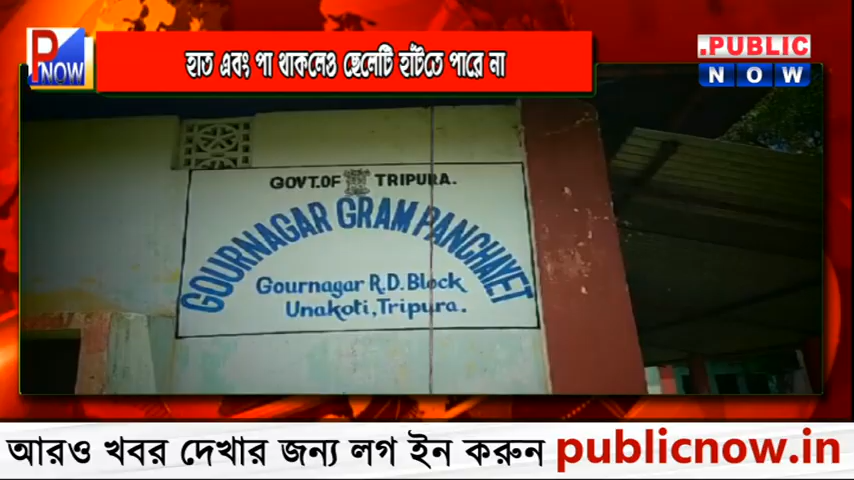 P NOW
হাত এবং পা থাকলেও ছেলেটি হাঁটতে পারে না
.PUBLIC
NOW
GOVT.OF TRIPURA.
GOURNAGAR GRAM PANCHAYET
Gournagar R.D.Block
Unakoti,Tripura.
আরও খবর দেখার জন্য লগ ইন করুন publicnow.in